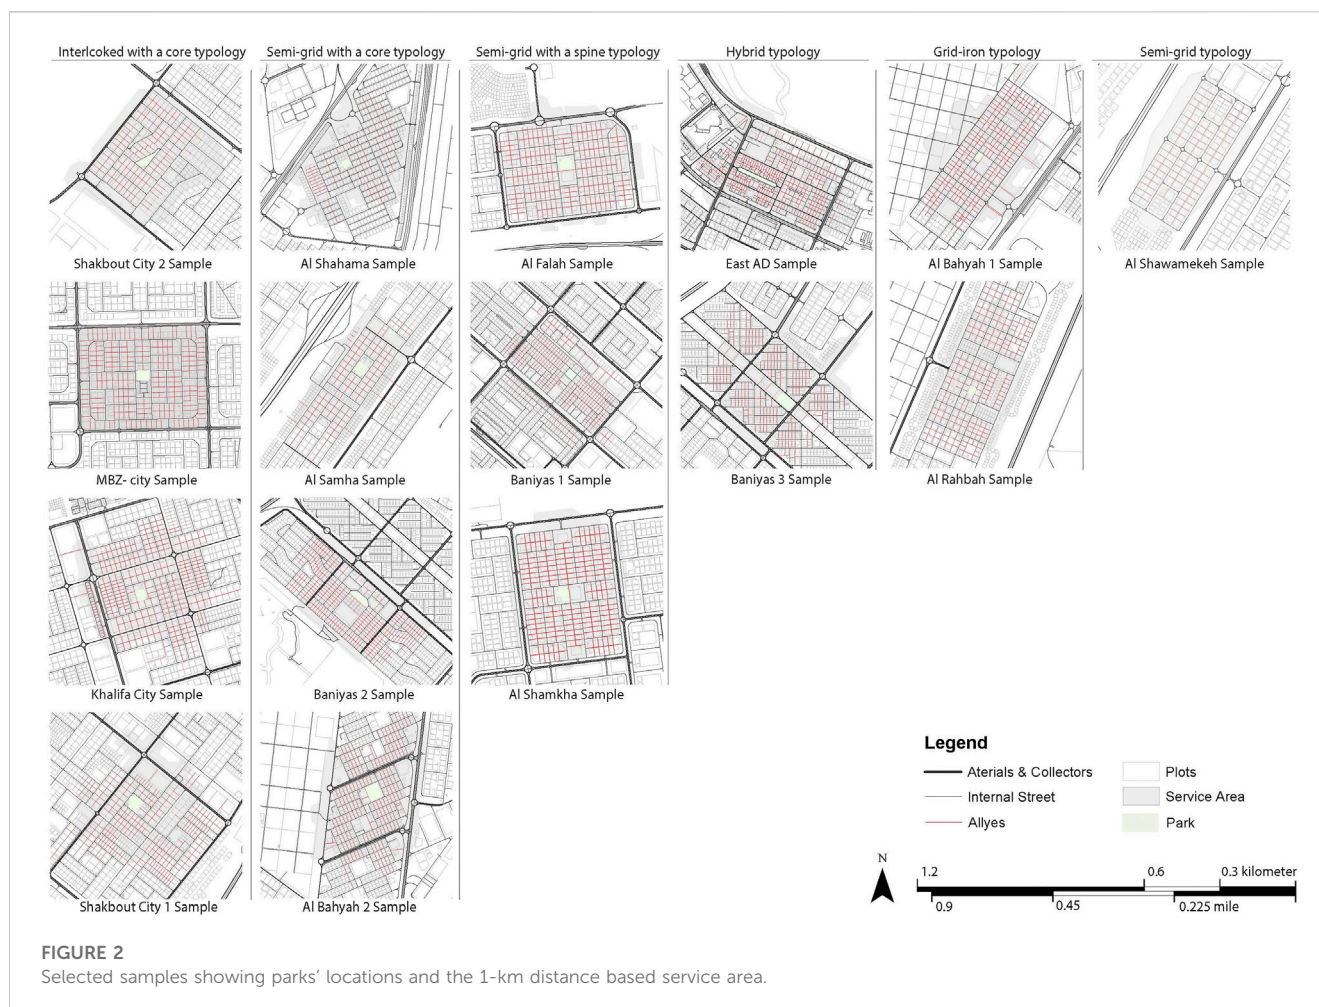 Interlcoked with a core typology
Semi-grid with a core typology
Semi-grid with a spine typology
Hybrid typology
Grid-iron typology
Semi-grid typology
Shakbout City 2 Sample
Al Shahama Sample
Al Falah Sample
East AD Sample
Al Bahyah 1 Sample
Al Shawamekeh Sample
MBZ- city Sample
Al Samha Sample
Baniyas 1 Sample
Baniyas 3 Sample
Al Rahbah Sample
Khalifa City Sample
Baniyas 2 Sample
Al Shamkha Sample
Shakbout City 1 Sample
Al Bahyah 2 Sample
Legend
Aterials & Collectors
Internal Street
Allyes
Plots
Service Area
Park
N
1.2 0.6 0.3 kilometer
0.9 0.45 0.225 mile
FIGURE 2
Selected samples showing parks' locations and the 1-km distance based service area.